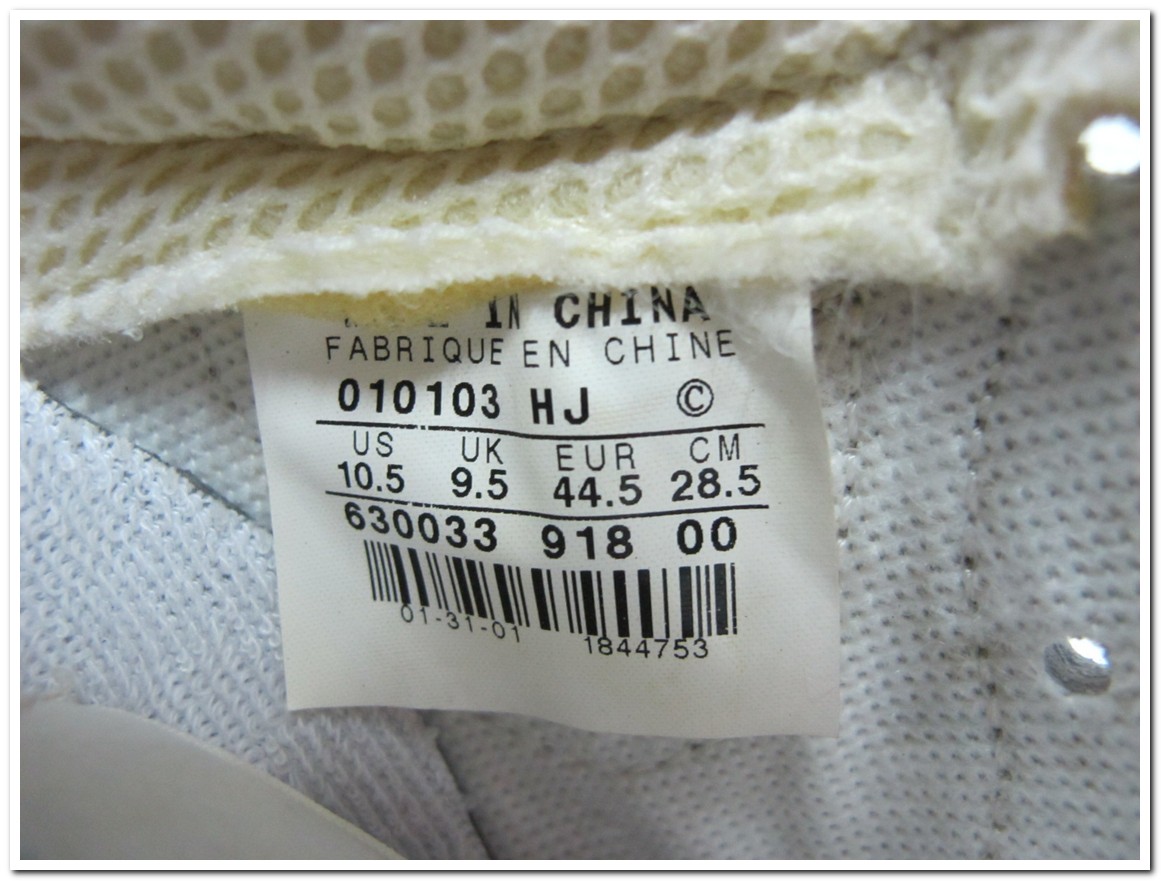 IN CHINA
FABRIQUE EN CHINE
010103 HJ ©
US UK EUR CM
10.5 9.5 44.5 28.5
630033 918 00
01-31-01
1844753